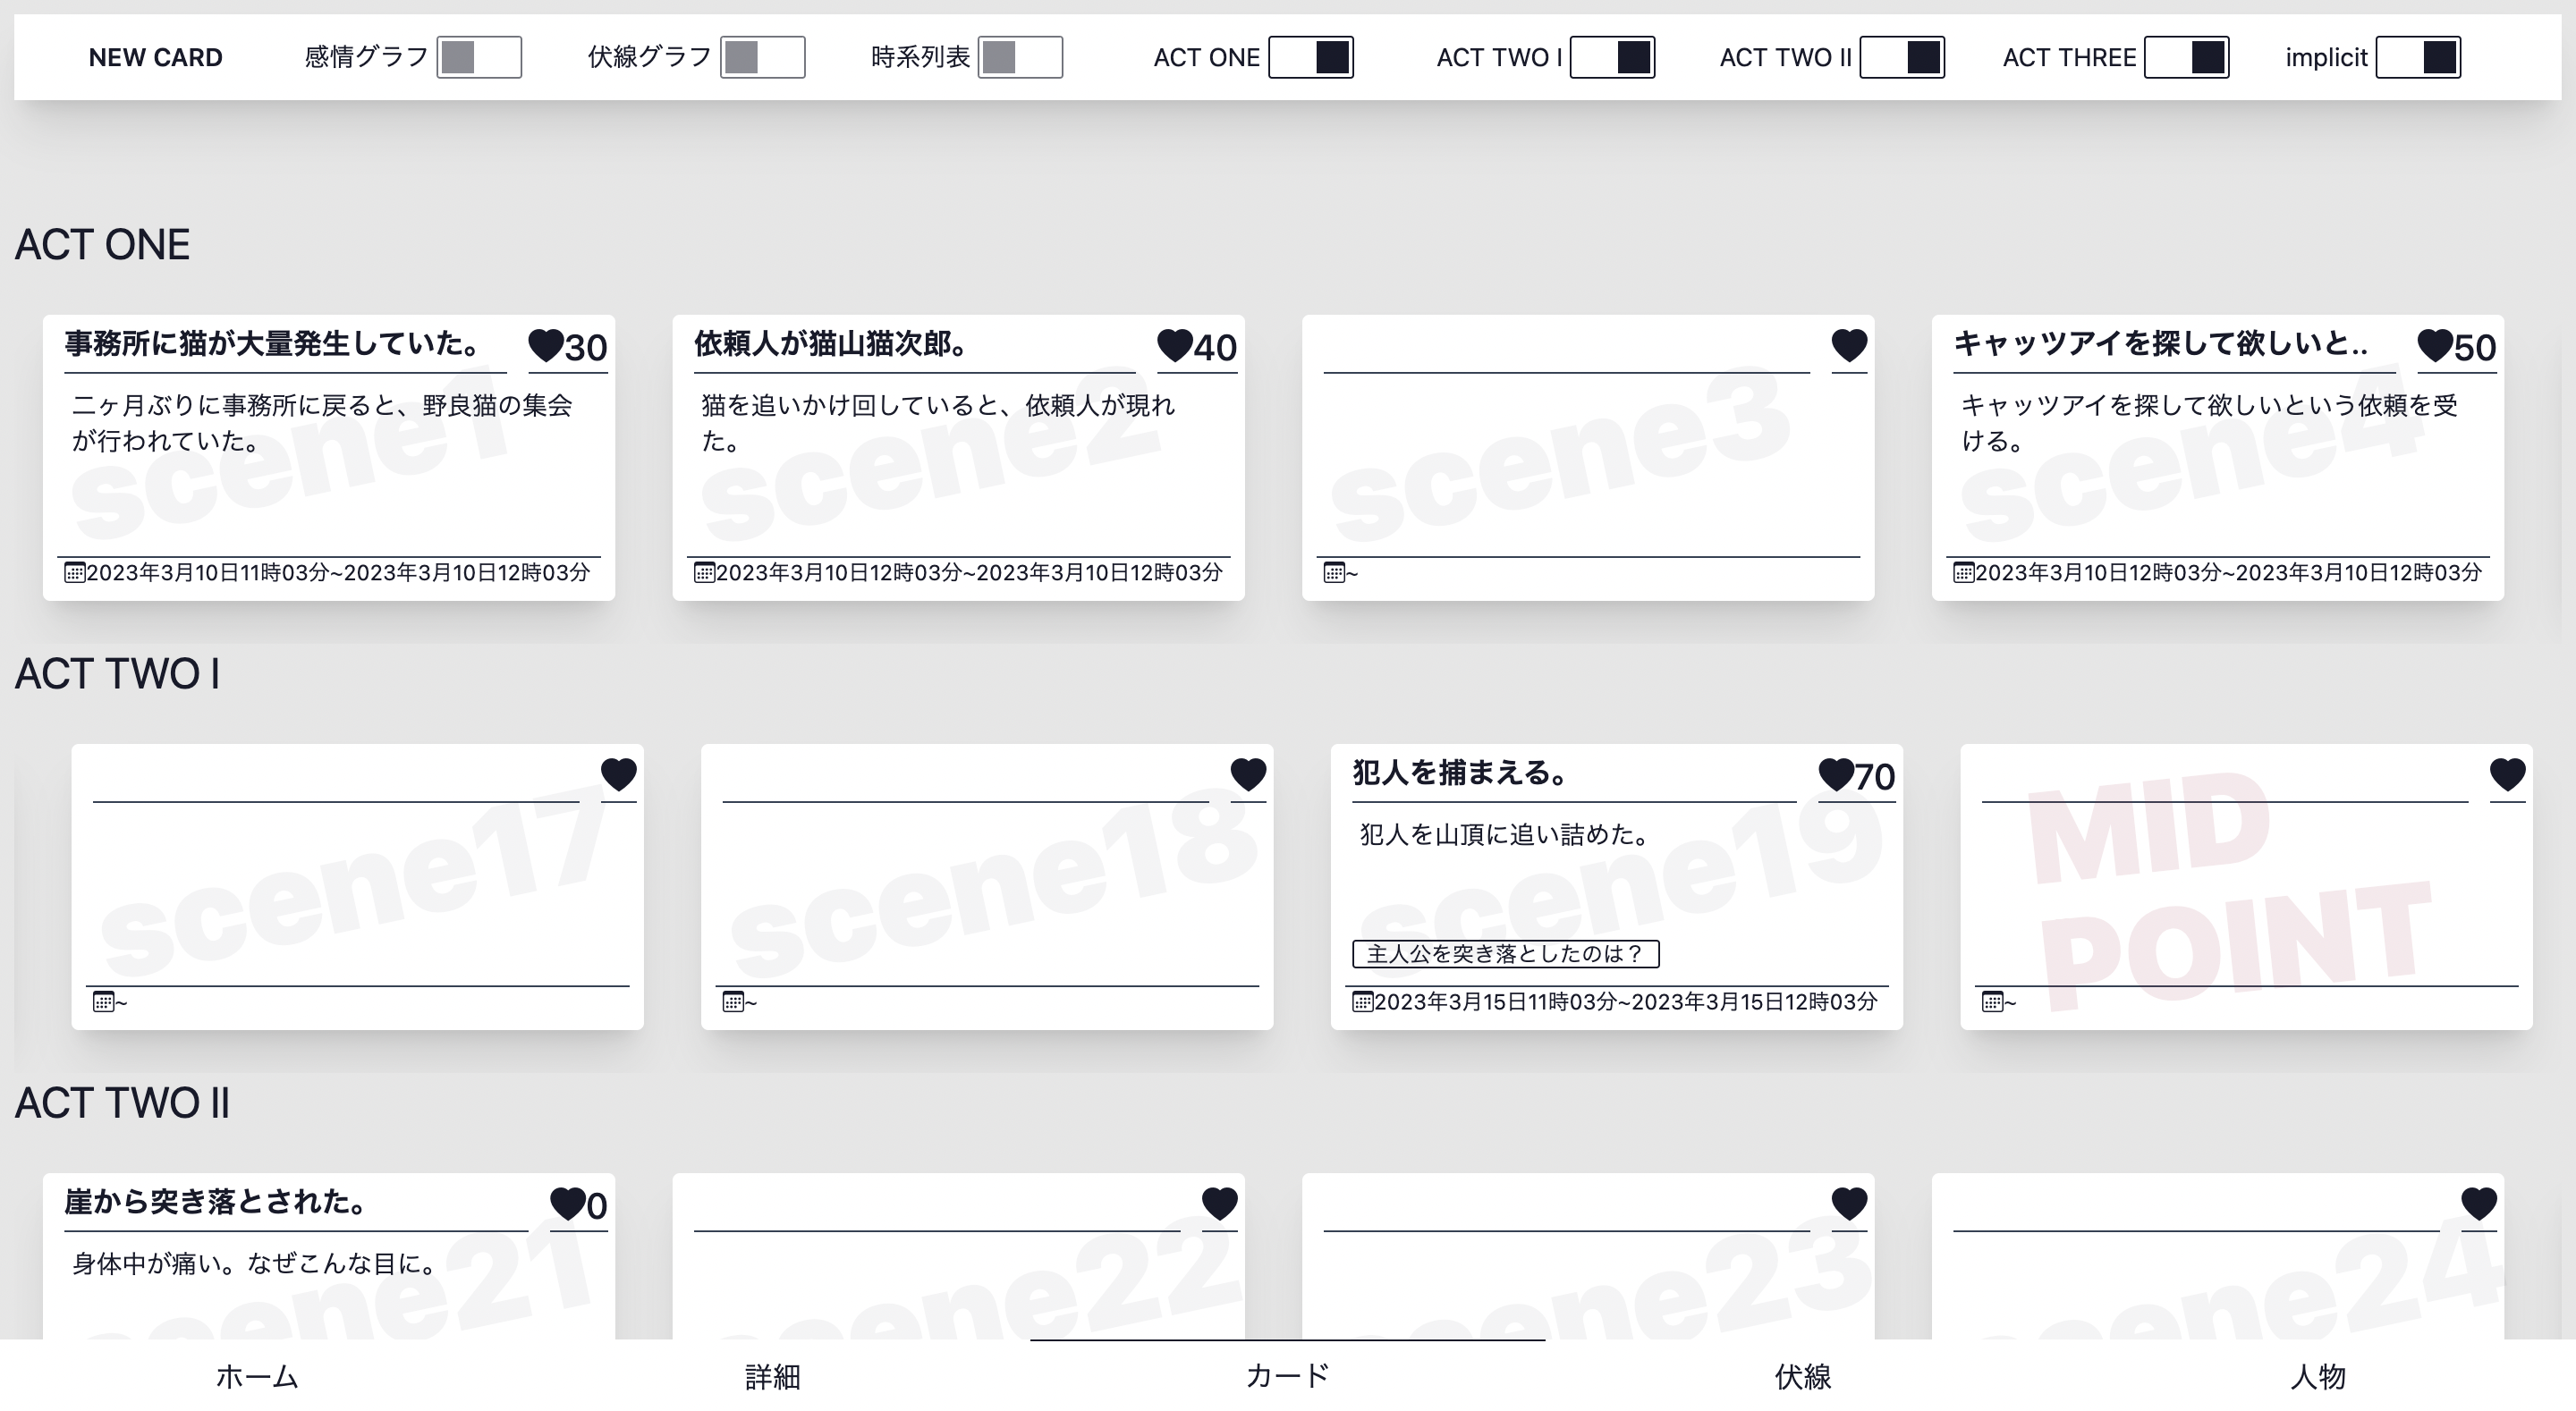 NEW CARD 感情グラフ 伏線グラフ 時系列表 ACT ONE ACT TWO I ACT TWO II ACT THREE implicit
ACT ONE
事務所に猫が大量発生していた。 30
二ヶ月ぶりに事務所に戻ると、野良猫の集会
が行われていた。
scene1
2023年3月10日11時03分~2023年3月10日12時03分
依頼人が猫山猫次郎。 40
猫を追いかけ回していると、依頼人が現れ
た。
scene2
2023年3月10日12時03分~2023年3月10日12時03分
scene3
~
キャッツアイを探して欲しいと.. 50
キャッツアイを探して欲しいという依頼を受
ける。
scene4
2023年3月10日12時03分~2023年3月10日12時03分
ACT TWO I
scene17
~
scene18
~
犯人を捕まえる。 70
犯人を山頂に追い詰めた。
scene19
主人公を突き落としたのは？
2023年3月15日11時03分~2023年3月15日12時03分
MID
POINT
~
ACT TWO II
崖から突き落とされた。 0
身体中が痛い。なぜこんな目に。
scene21
scene22
scene23
scene24
ホーム 詳細 カード 伏線 人物